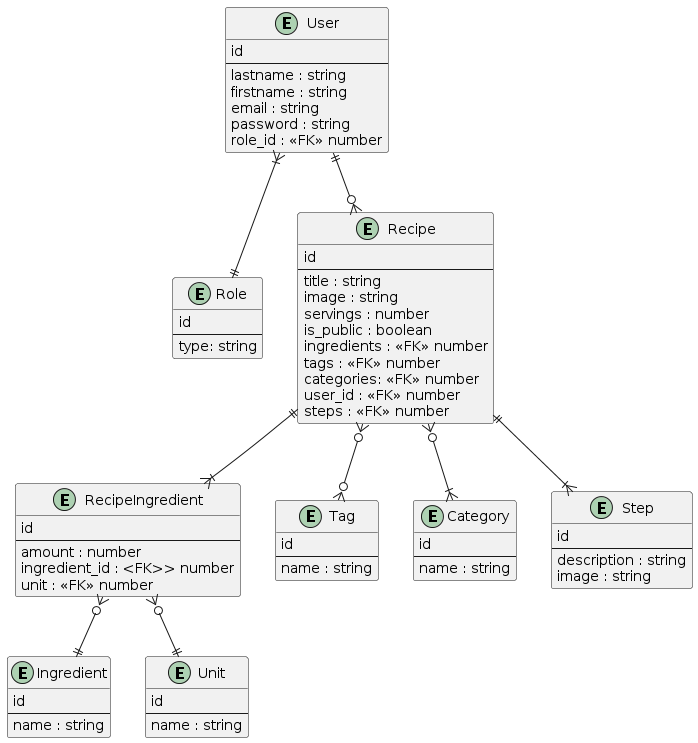 E User
id
lastname : string
firstname : string
email : string
password : string
role_id : «FK» number
E Recipe
id
title : string
image : string
servings : number
is_public : boolean
ingredients : «FK» number
tags : «FK» number
categories: «FK» number
user_id : «FK» number
steps : «FK» number
E Role
id
type: string
E RecipeIngredient
id
amount : number
ingredient_id : <FK>> number
unit : «FK» number
E Tag
id
name : string
E Category
id
name : string
E Step
id
description : string
image : string
E Ingredient
id
name : string
E Unit
id
name : string